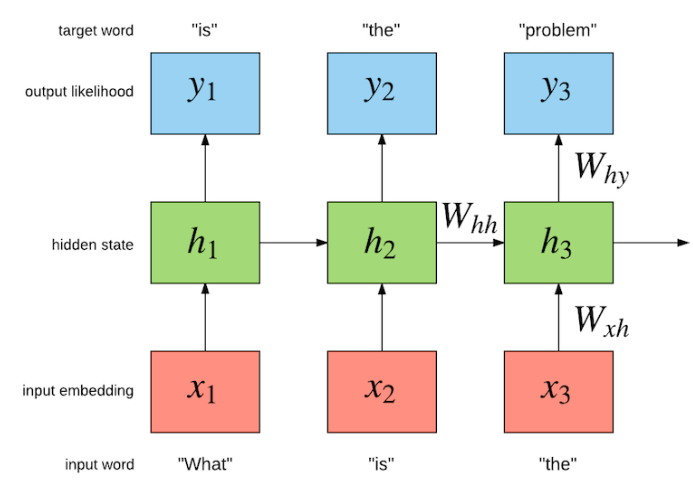 target word "is" "the" "problem"
output likelihood y₁ y₂ y₃
W_hy
hidden state h₁ h₂ W_hh h₃
W_xh
input embedding x₁ x₂ x₃
input word "What" "is" "the"